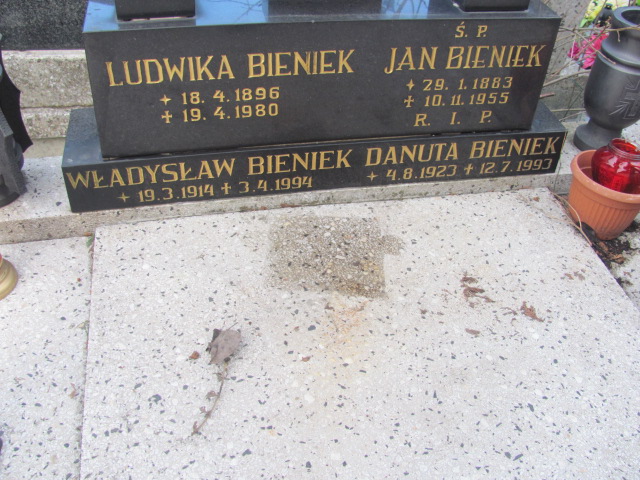 LUDWIKA BIENIEK
+ 18.4.1896
+ 19.4.1980
Ś. P.
JAN BIENIEK
+ 29.1.1883
+ 10.11.1955
R. I. P.
WŁADYSŁAW BIENIEK
+ 19.3.1914 + 3.4.1994
DANUTA BIENIEK
+ 4.8.1923 + 12.7.1993